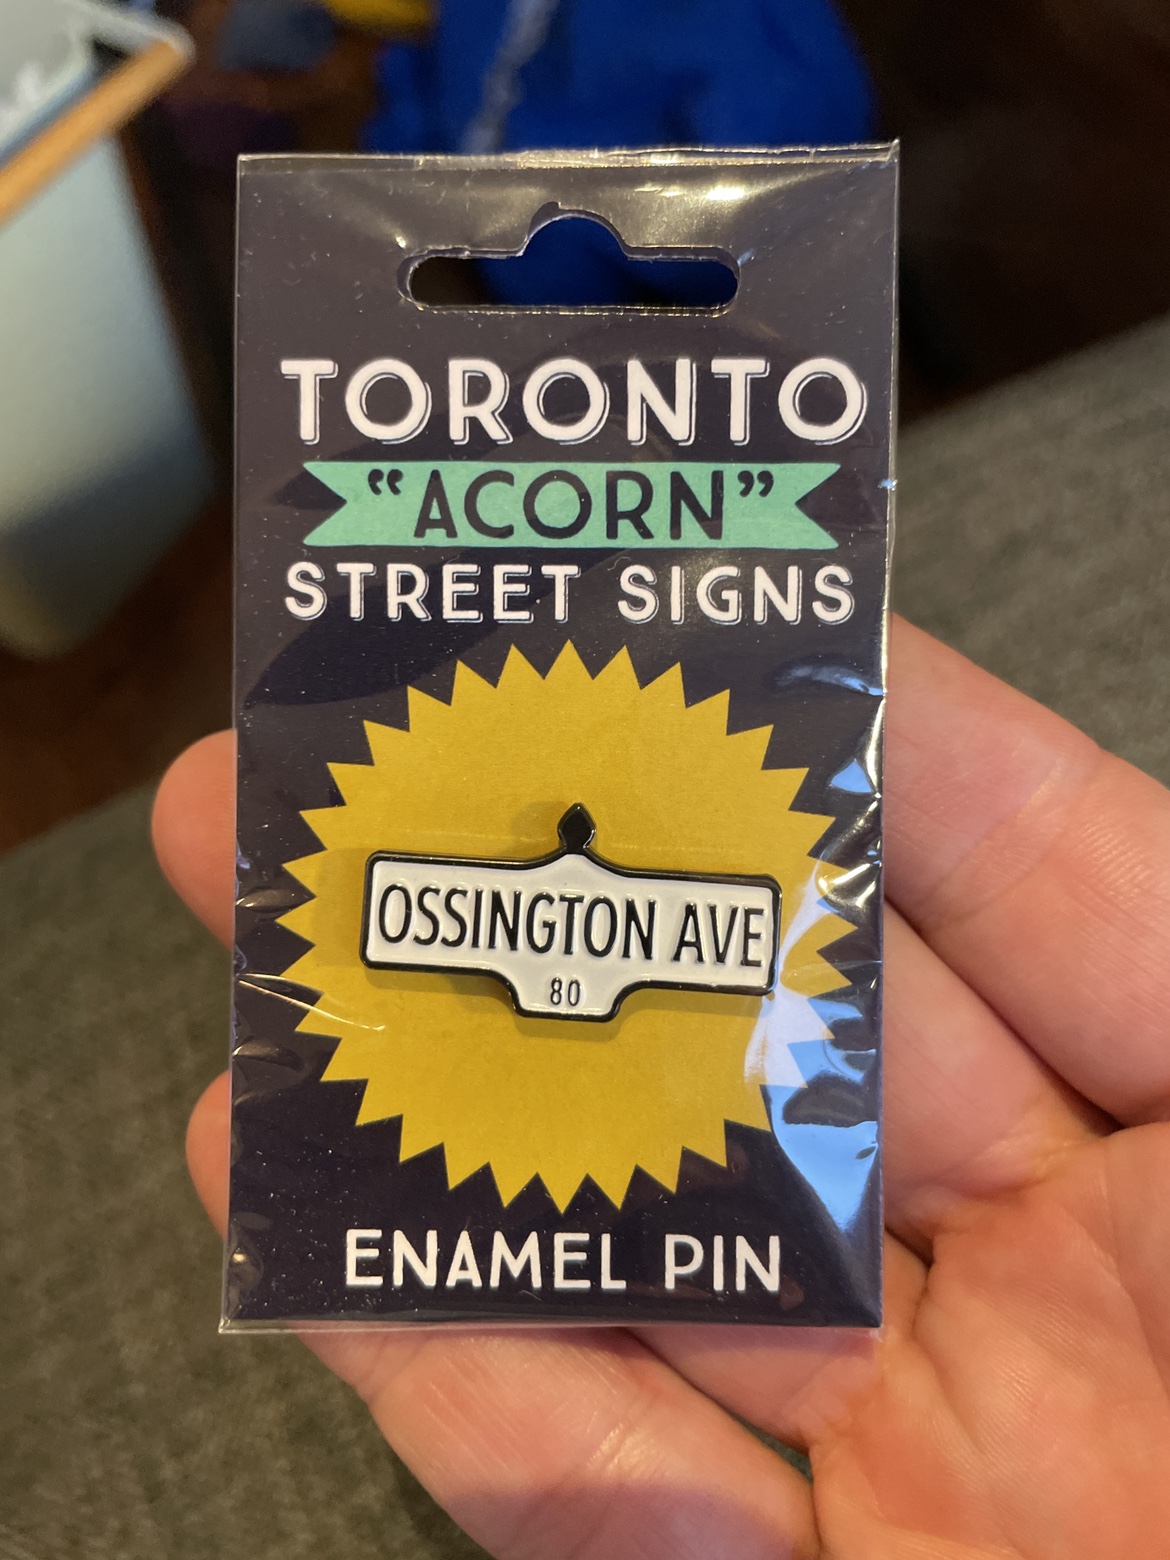 TORONTO
“ACORN”
STREET SIGNS
OSSINGTON AVE
80
ENAMEL PIN